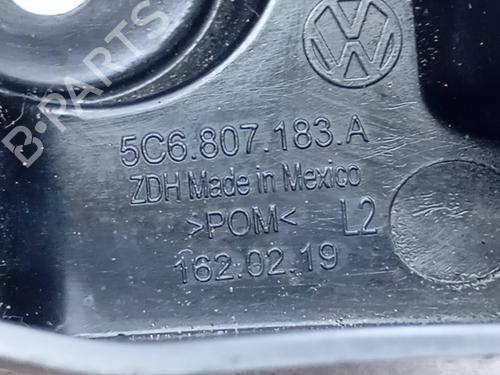 B-PARTS
5C6.807.183.A
ZDH Made in Mexico
>POM< L2
162.02.19